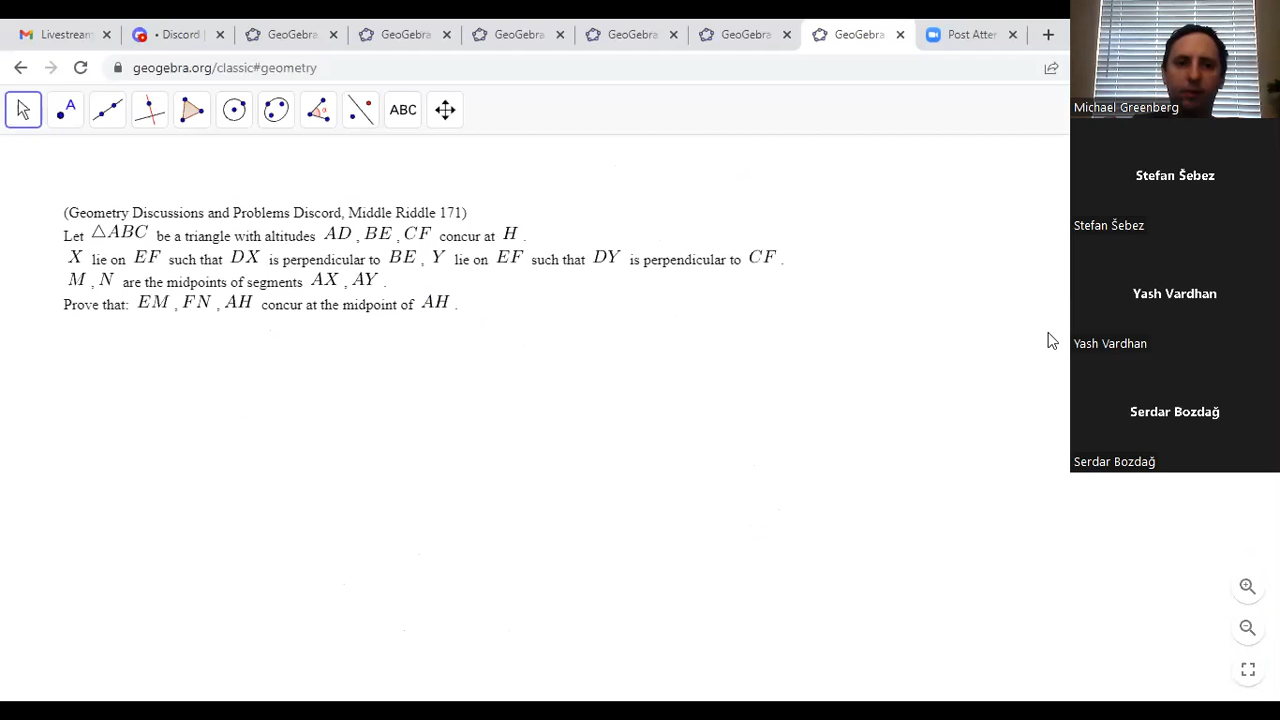 Livestream
• Discord |
GeoGebra
GeoGebra
GeoGebra
GeoGebra
GeoGebra
GeoGebra
Post Atter
geogebra.org/classic#geometry
A
ABC
(Geometry Discussions and Problems Discord, Middle Riddle 171)
Let △ABC be a triangle with altitudes AD , BE , CF concur at H .
X lie on EF such that DX is perpendicular to BE , Y lie on EF such that DY is perpendicular to CF .
M , N are the midpoints of segments AX , AY .
Prove that: EM , FN , AH concur at the midpoint of AH .
Michael Greenberg
Stefan Šebez
Stefan Šebez
Yash Vardhan
Yash Vardhan
Serdar Bozdağ
Serdar Bozdağ